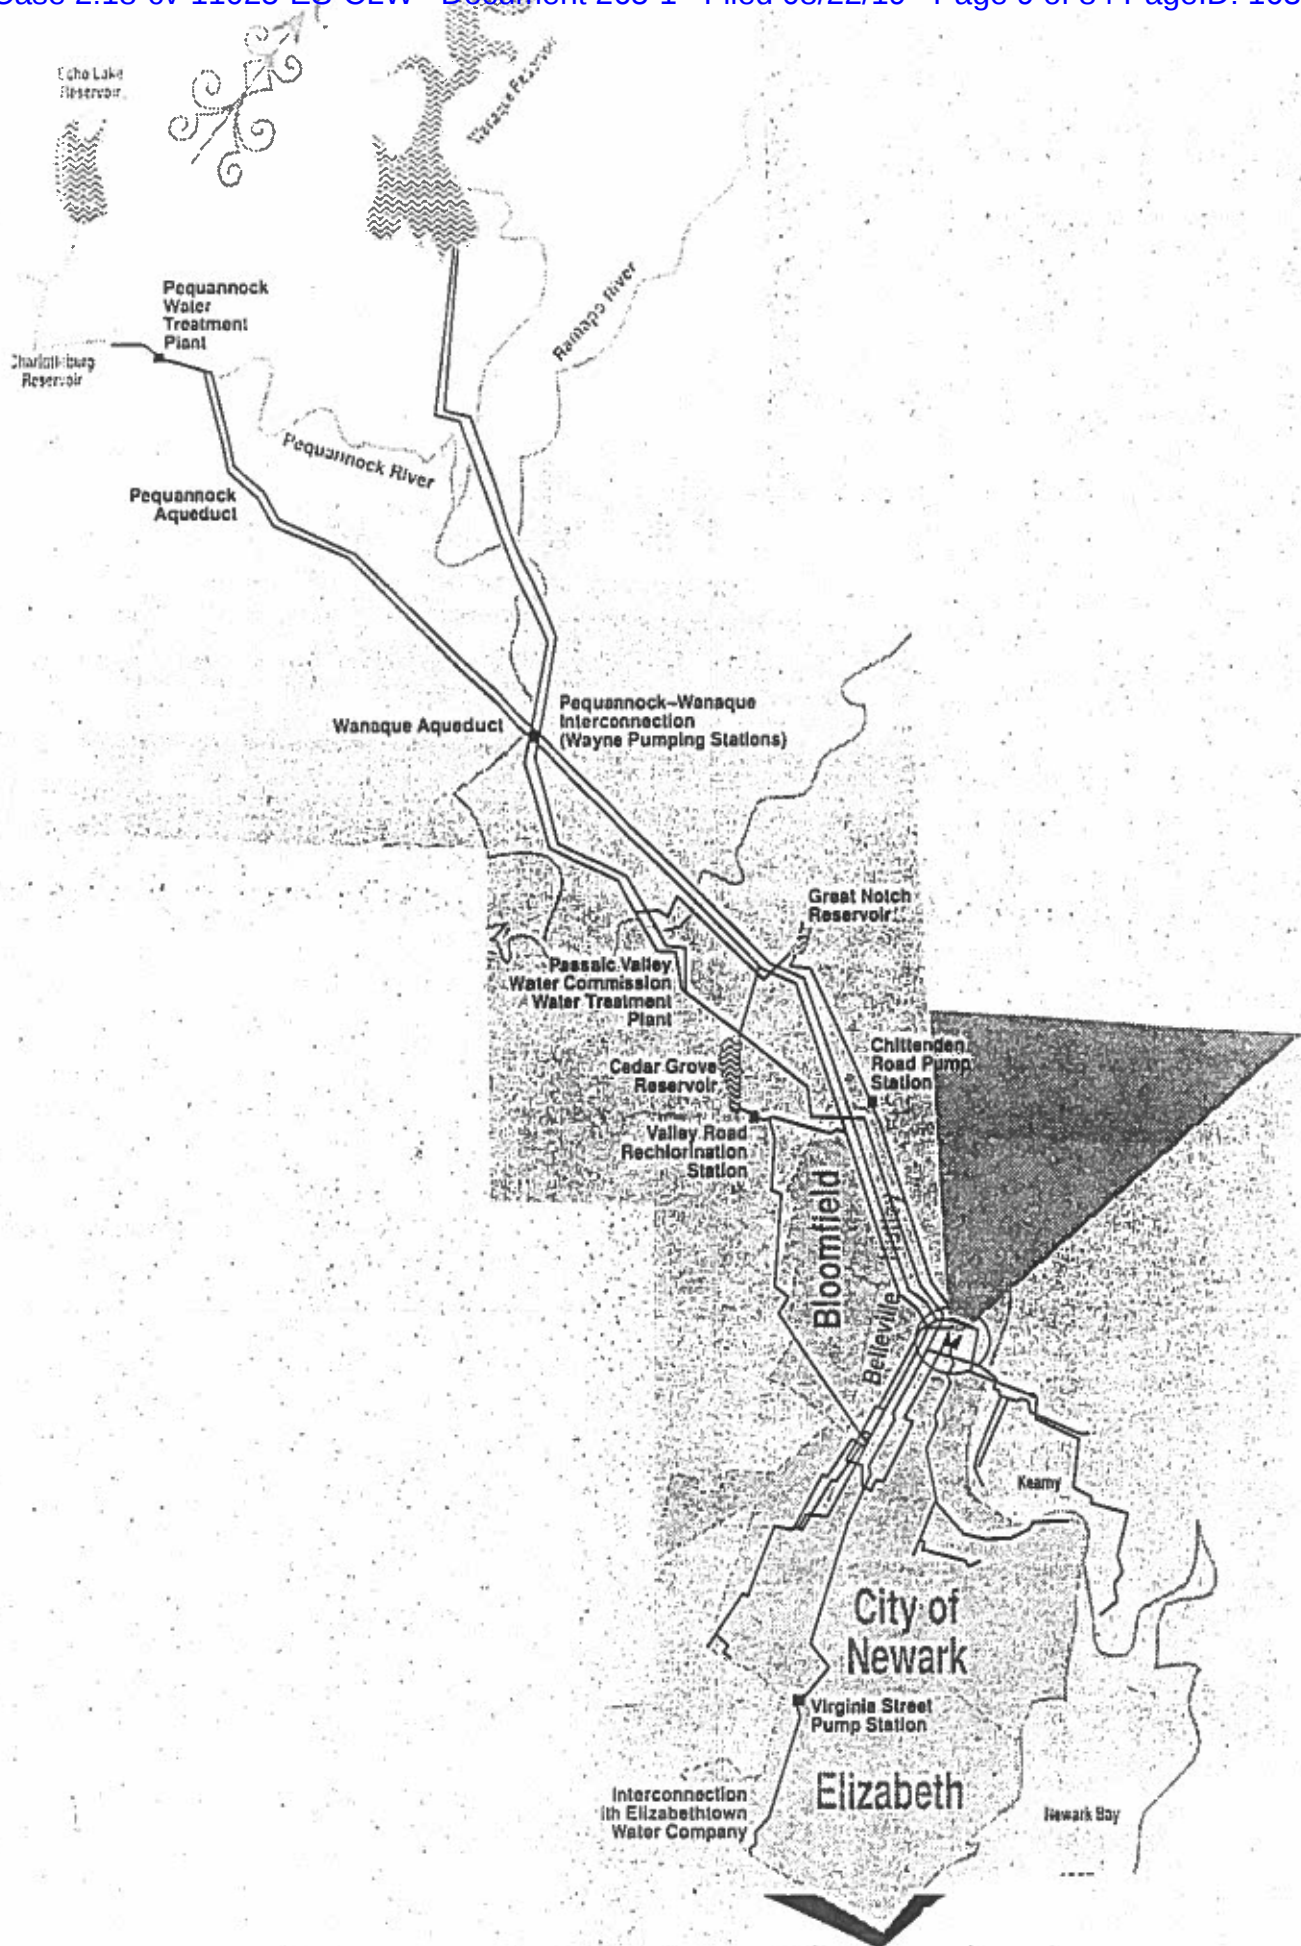 Echo Lake
Reservoir
Wanaque Reservoir
Pequannock
Water
Treatment
Plant
Charlotteburg
Reservoir
Ramapo River
Pequannock River
Pequannock
Aqueduct
Wanaque Aqueduct
Pequannock-Wanaque
Interconnection
(Wayne Pumping Stations)
Great Notch
Reservoir
Passaic Valley
Water Commission
Water Treatment
Plant
Chittenden
Road Pump
Station
Cedar Grove
Reservoir
Valley Road
Rechlorination
Station
Bloomfield
Belleville
Nutley
Kearny
City of
Newark
Virginia Street
Pump Station
Elizabeth
Interconnection
ith Elizabethtown
Water Company
Newark Bay